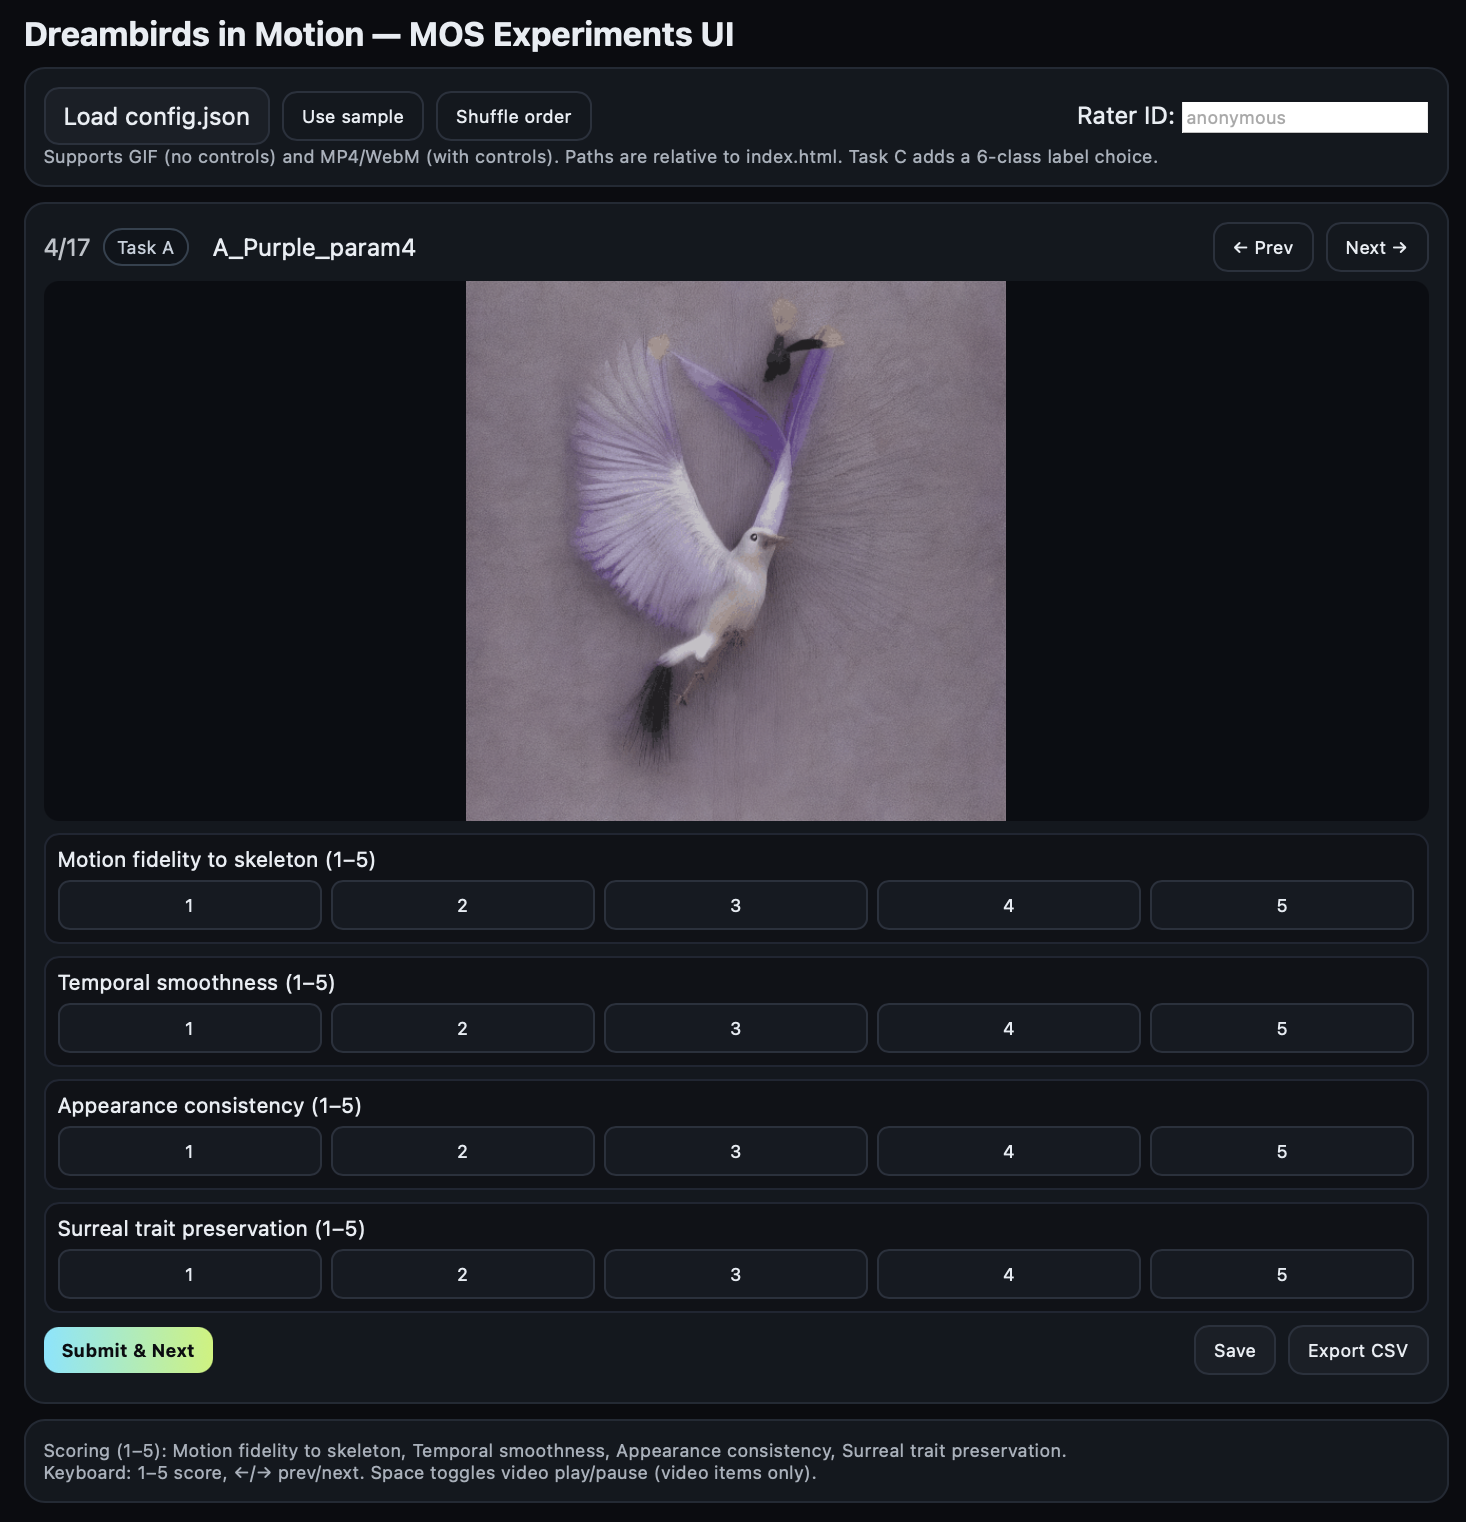 Dreambirds in Motion — MOS Experiments UI
Load config.json Use sample Shuffle order Rater ID: anonymous
Supports GIF (no controls) and MP4/WebM (with controls). Paths are relative to index.html. Task C adds a 6-class label choice.
4/17 Task A A_Purple_param4 ← Prev Next →
Motion fidelity to skeleton (1–5)
1 2 3 4 5
Temporal smoothness (1–5)
1 2 3 4 5
Appearance consistency (1–5)
1 2 3 4 5
Surreal trait preservation (1–5)
1 2 3 4 5
Submit & Next Save Export CSV
Scoring (1–5): Motion fidelity to skeleton, Temporal smoothness, Appearance consistency, Surreal trait preservation.
Keyboard: 1–5 score, ←/→ prev/next. Space toggles video play/pause (video items only).